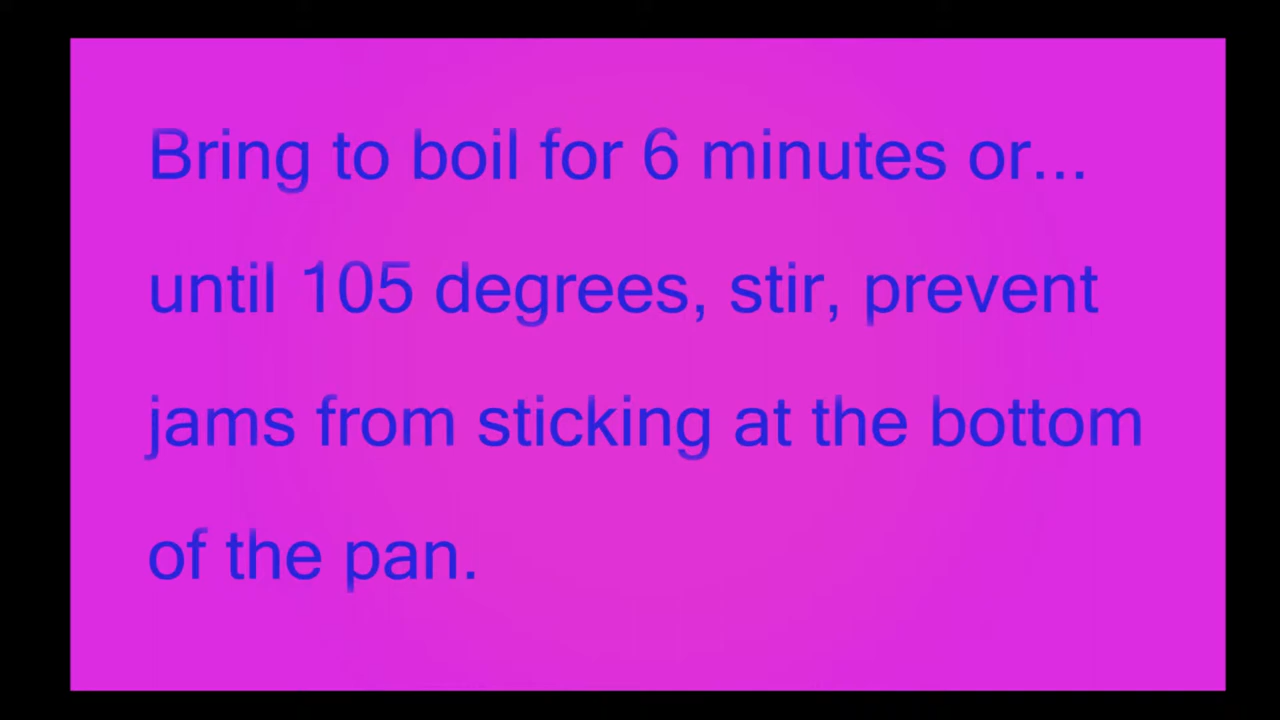 Bring to boil for 6 minutes or...
until 105 degrees, stir, prevent
jams from sticking at the bottom
of the pan.